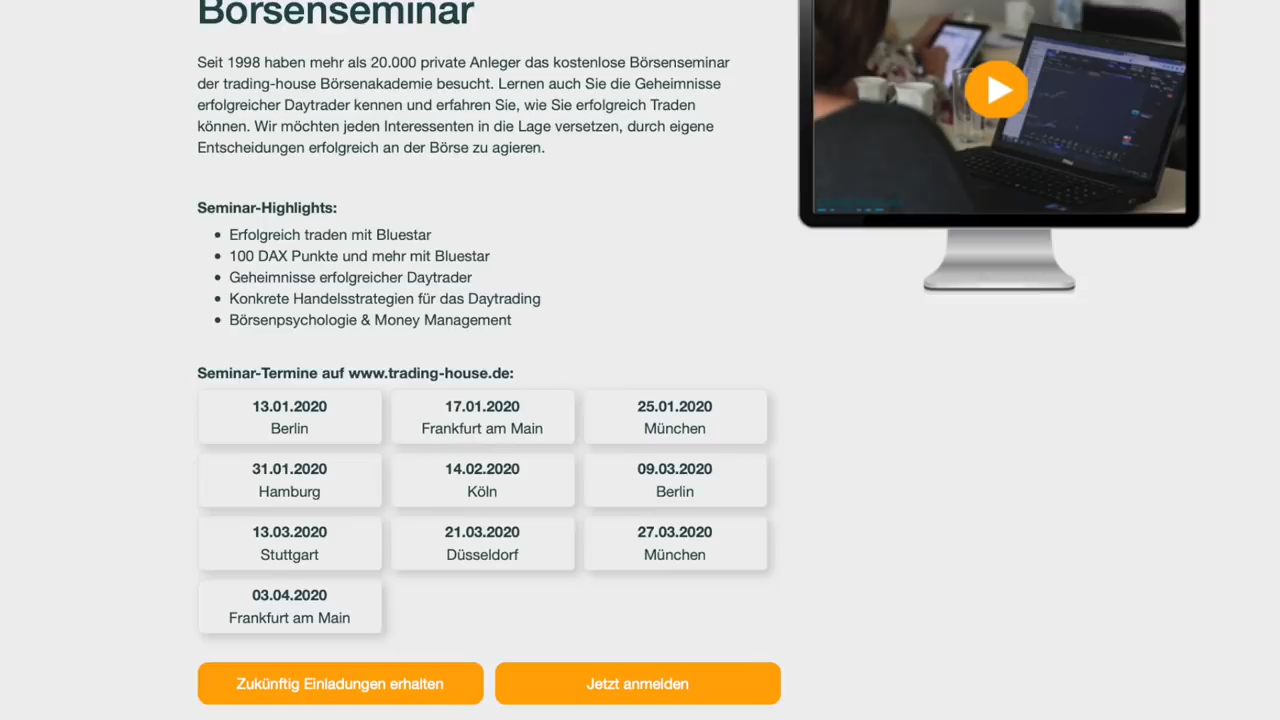 Börsenseminar
Seit 1998 haben mehr als 20.000 private Anleger das kostenlose Börsenseminar
der trading-house Börsenakademie besucht. Lernen auch Sie die Geheimnisse
erfolgreicher Daytrader kennen und erfahren Sie, wie Sie erfolgreich Traden
können. Wir möchten jeden Interessenten in die Lage versetzen, durch eigene
Entscheidungen erfolgreich an der Börse zu agieren.
Seminar-Highlights:
Erfolgreich traden mit Bluestar
100 DAX Punkte und mehr mit Bluestar
Geheimnisse erfolgreicher Daytrader
Konkrete Handelsstrategien für das Daytrading
Börsenpsychologie & Money Management
Seminar-Termine auf www.trading-house.de:
13.01.2020
Berlin
17.01.2020
Frankfurt am Main
25.01.2020
München
31.01.2020
Hamburg
14.02.2020
Köln
09.03.2020
Berlin
13.03.2020
Stuttgart
21.03.2020
Düsseldorf
27.03.2020
München
03.04.2020
Frankfurt am Main
Zukünftig Einladungen erhalten
Jetzt anmelden